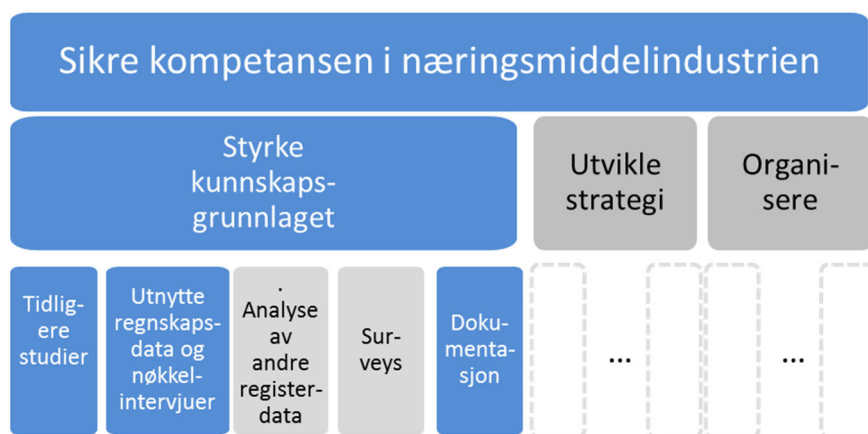 Sikre kompetansen i næringsmiddelindustrien
Styrke
kunnskaps-
grunnlaget
Utvikle
strategi
Organi-
sere
Tidlig-
ere
studier
Utnytte
regnskaps-
data og
nøkkel-
intervjuer
.
Analyse
av
andre
register-
data
Sur-
veys
Doku-
menta-
sjon
...
...